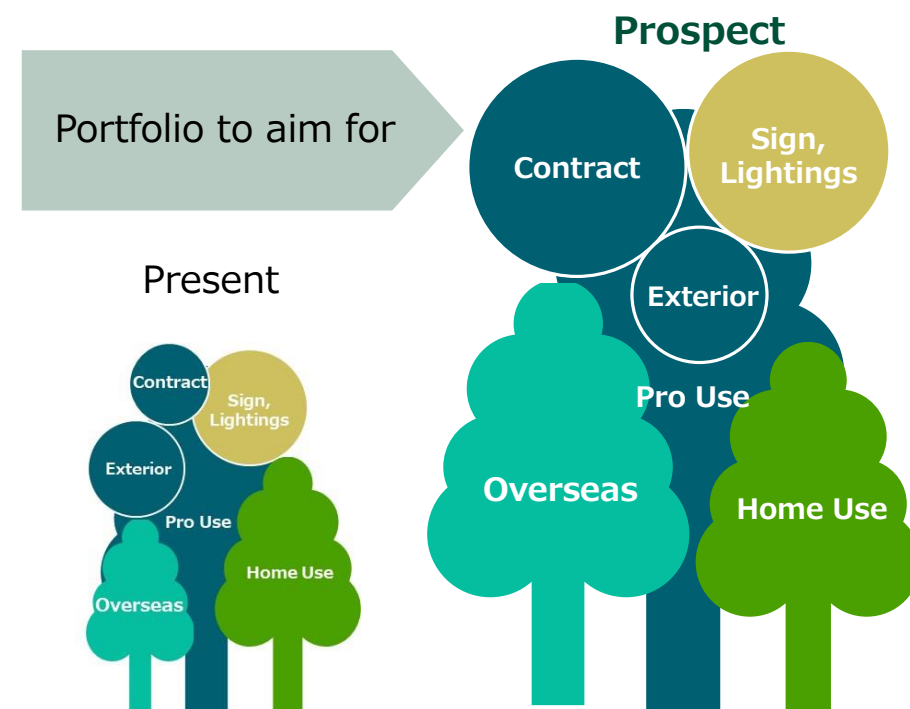 Prospect
Portfolio to aim for
Contract
Sign,
Lightings
Exterior
Pro Use
Overseas
Home Use
Present
Contract
Sign,
Lightings
Exterior
Pro Use
Home Use
Overseas